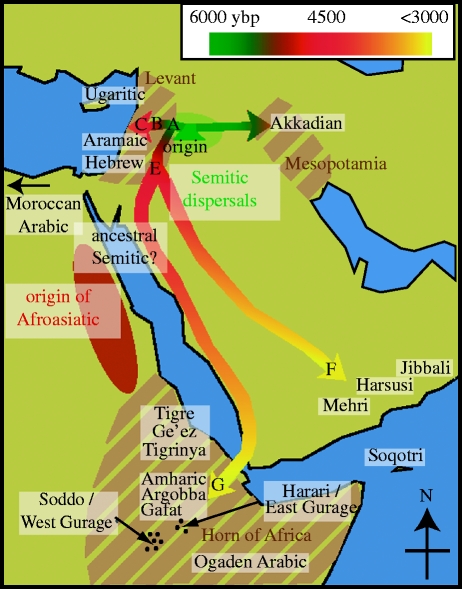 6000 ybp 4500 <3000
Levant
Ugaritic
C B A
origin
Akkadian
Aramaic
Hebrew
E
Mesopotamia
Semitic
dispersals
Moroccan
Arabic
ancestral
Semitic?
origin of
Afroasiatic
F
Jibbali
Harsusi
Mehri
Tigre
Ge'ez
Tigrinya
Soqotri
Amharic
Argobba
Gafat
G
Soddo /
West Gurage
Harari /
East Gurage
N
Horn of Africa
Ogaden Arabic